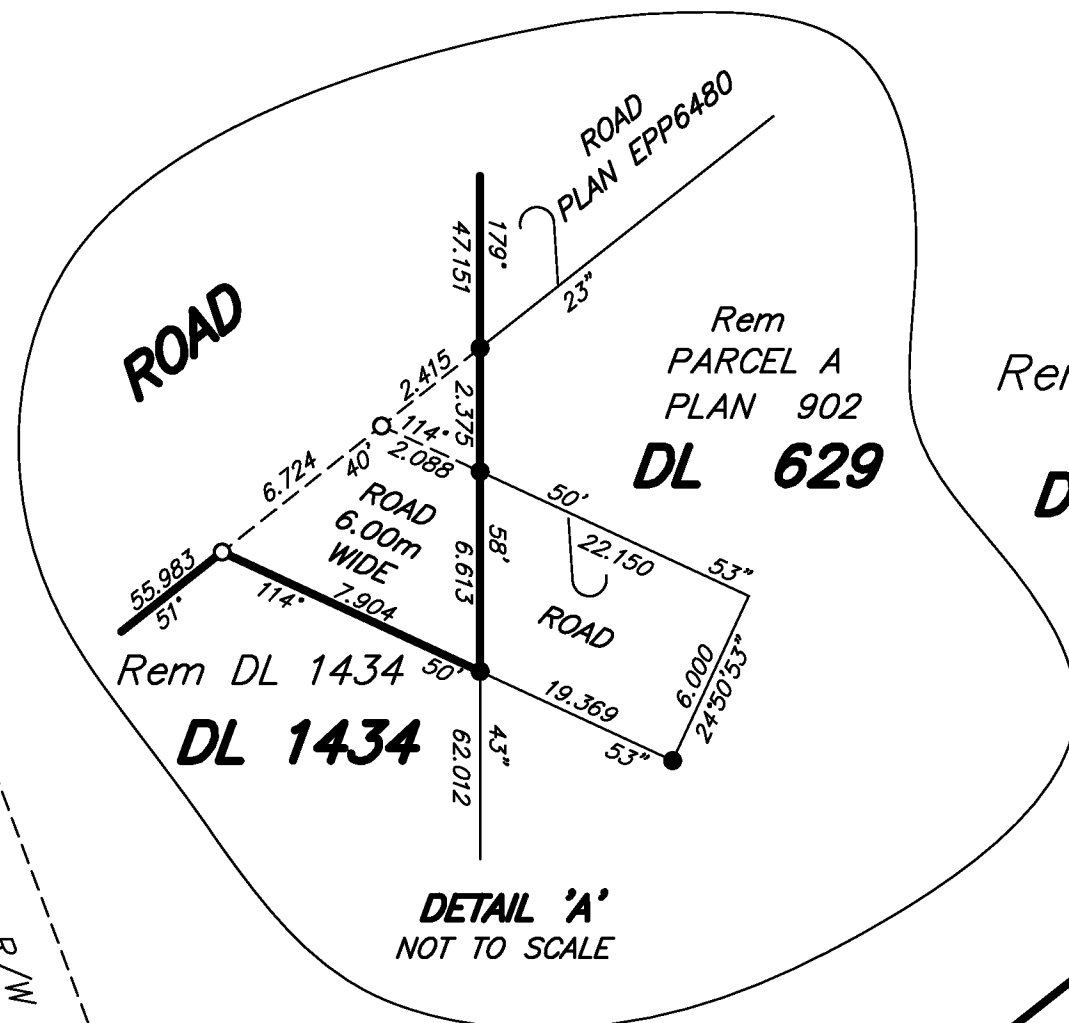 ROAD
PLAN EPP6480
179°
47.151
23"
ROAD
Rem
PARCEL A
PLAN 902
DL 629
2.415
2.375
114°
2.088
40'
6.724
ROAD
6.00m
WIDE
50'
22.150
53"
58'
6.613
55.983
51°
114°
7.904
50'
ROAD
Rem DL 1434
DL 1434
19.369
53"
6.000
24°50'53"
43"
62.012
DETAIL 'A'
NOT TO SCALE
R/W